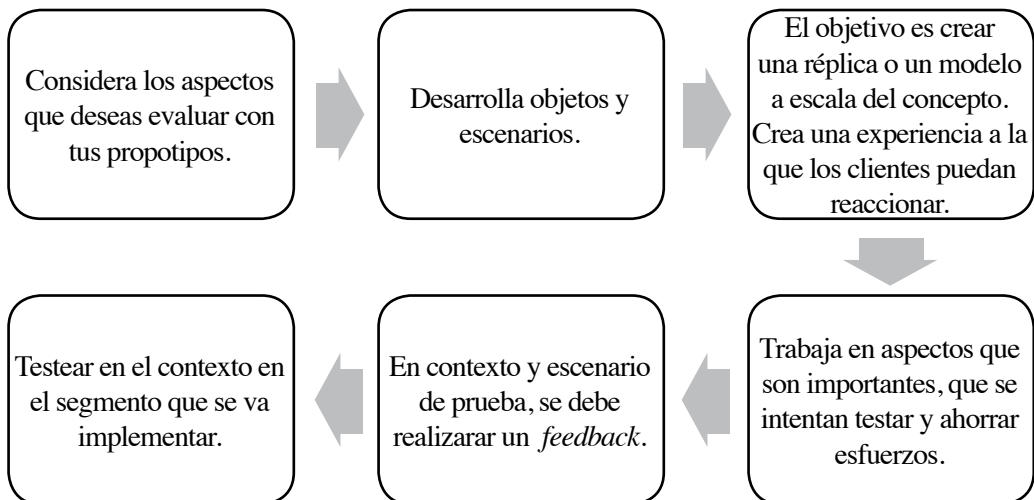 Considera los aspectos
que deseas evaluar con
tus propotipos.
Desarrolla objetos y
escenarios.
El objetivo es crear
una réplica o un modelo
a escala del concepto.
Crea una experiencia a la
que los clientes puedan
reaccionar.
Trabaja en aspectos que
son importantes, que se
intentan testar y ahorrar
esfuerzos.
En contexto y escenario
de prueba, se debe
realizarar un feedback.
Testear en el contexto en
el segmento que se va
implementar.